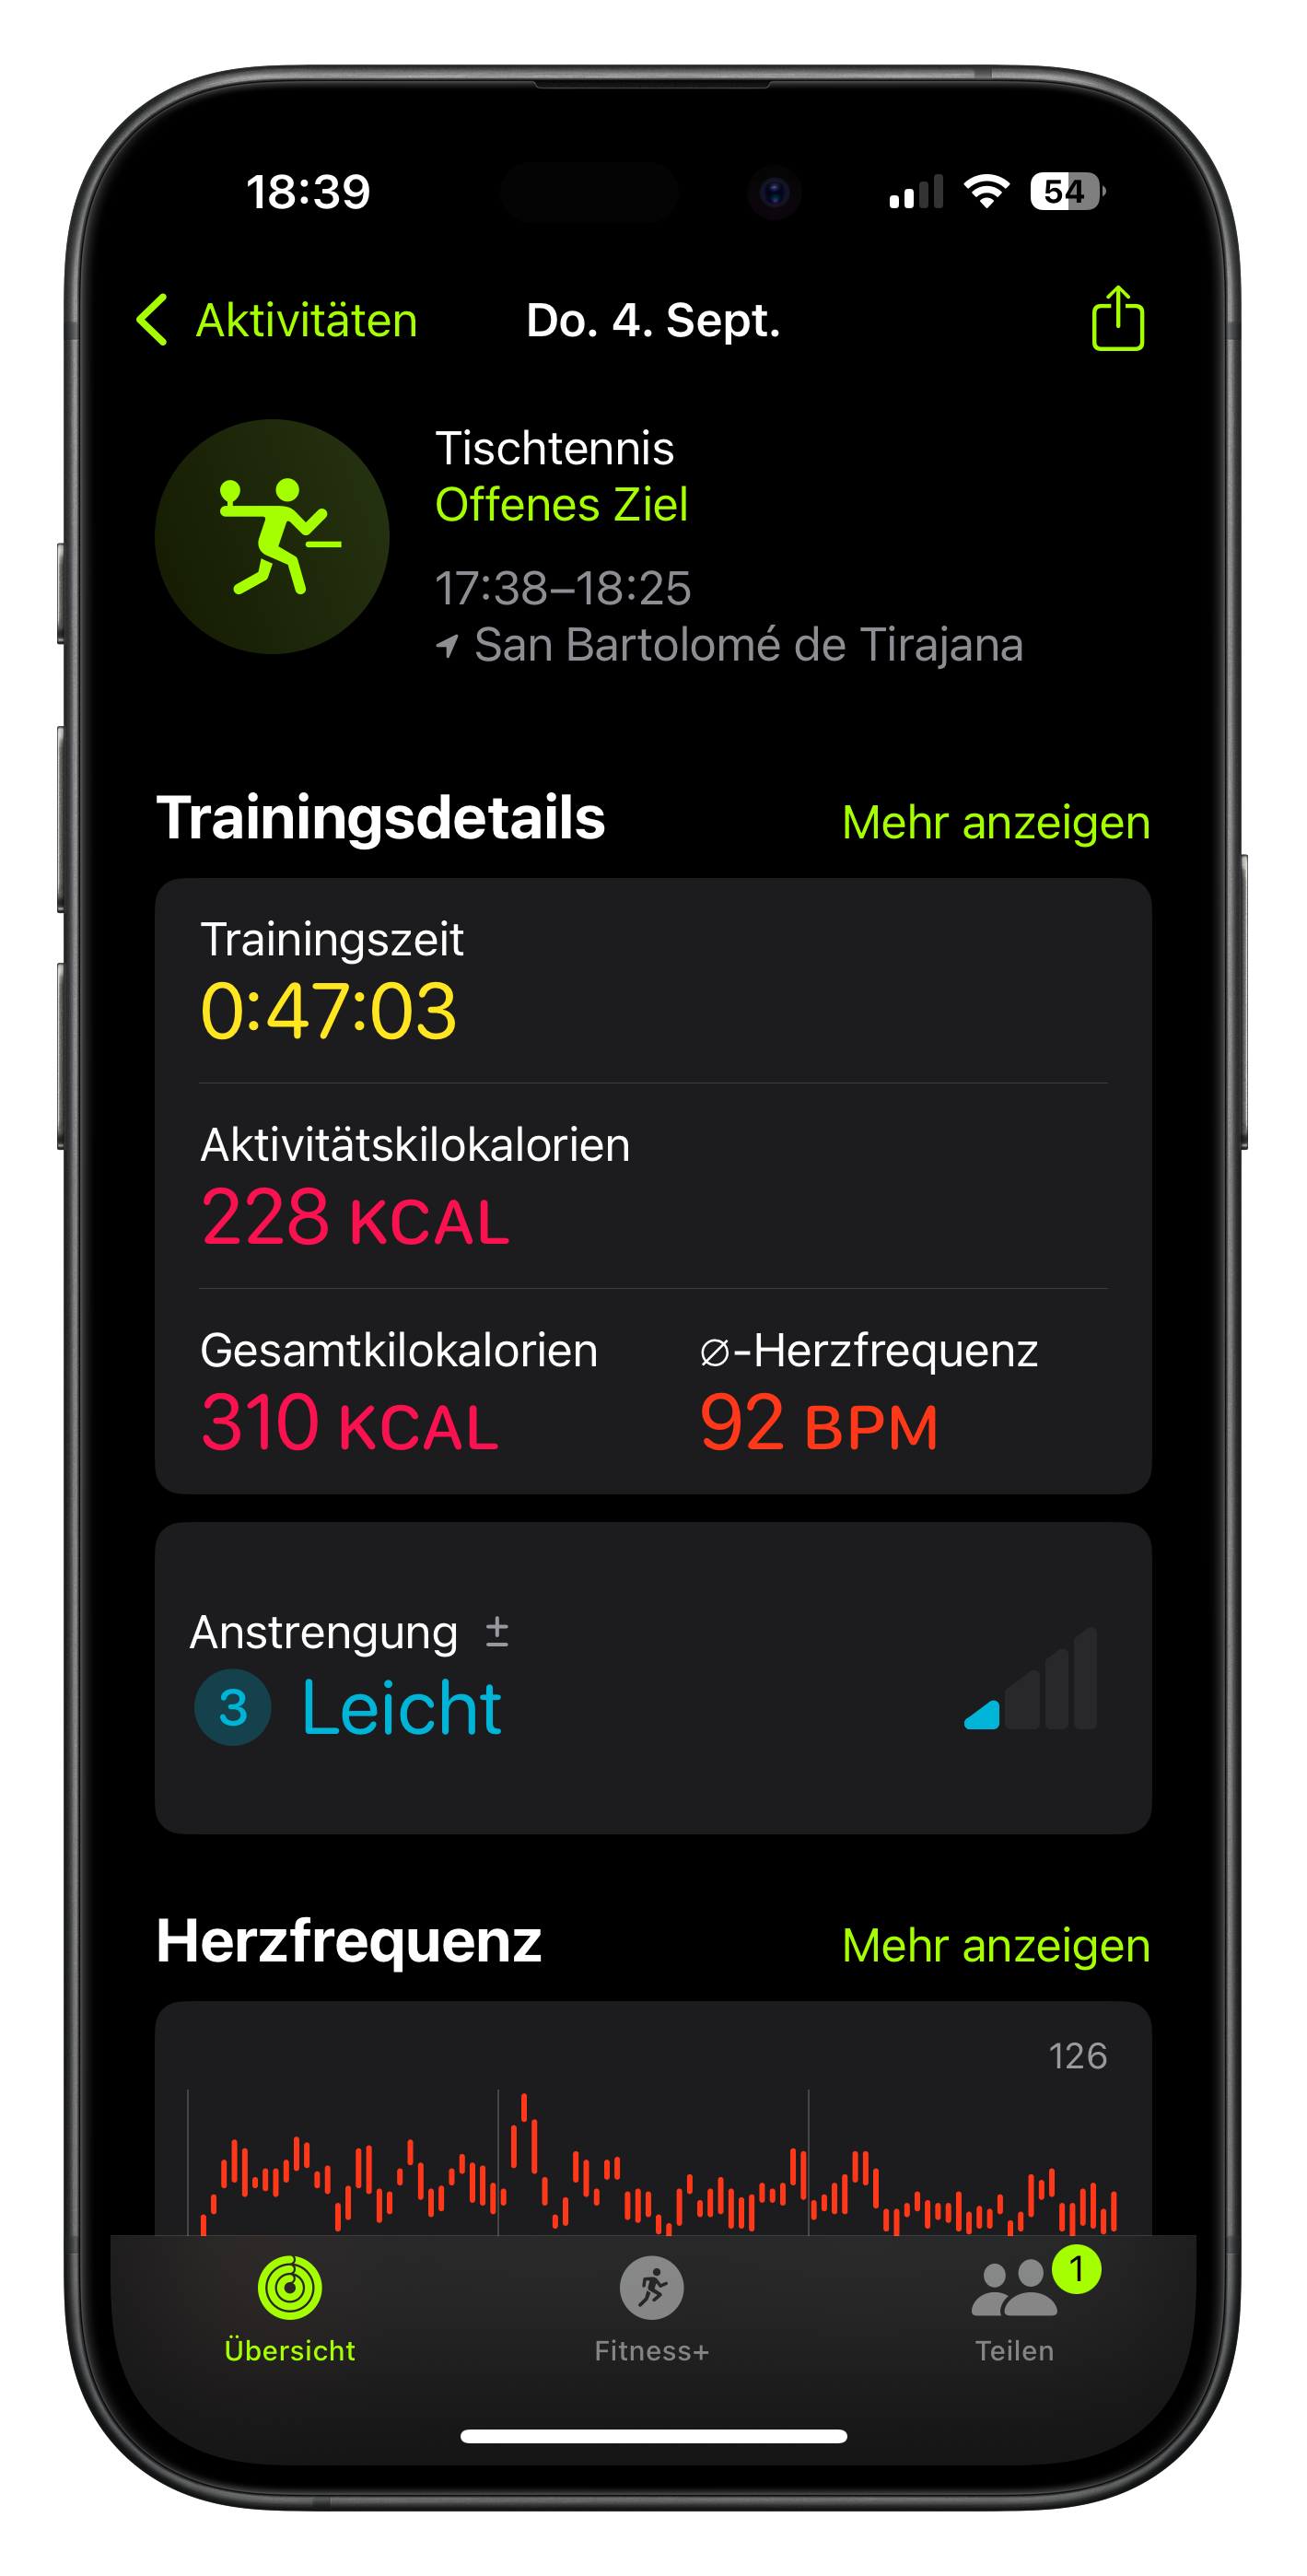 18:39
54
Aktivitäten
Do. 4. Sept.
Tischtennis
Offenes Ziel
17:38–18:25
San Bartolomé de Tirajana
Trainingsdetails
Mehr anzeigen
Trainingszeit
0:47:03
Aktivitätskilokalorien
228 KCAL
Gesamtkilokalorien
310 KCAL
⌀-Herzfrequenz
92 BPM
Anstrengung ±
3 Leicht
Herzfrequenz
Mehr anzeigen
126
Übersicht
Fitness+
1
Teilen